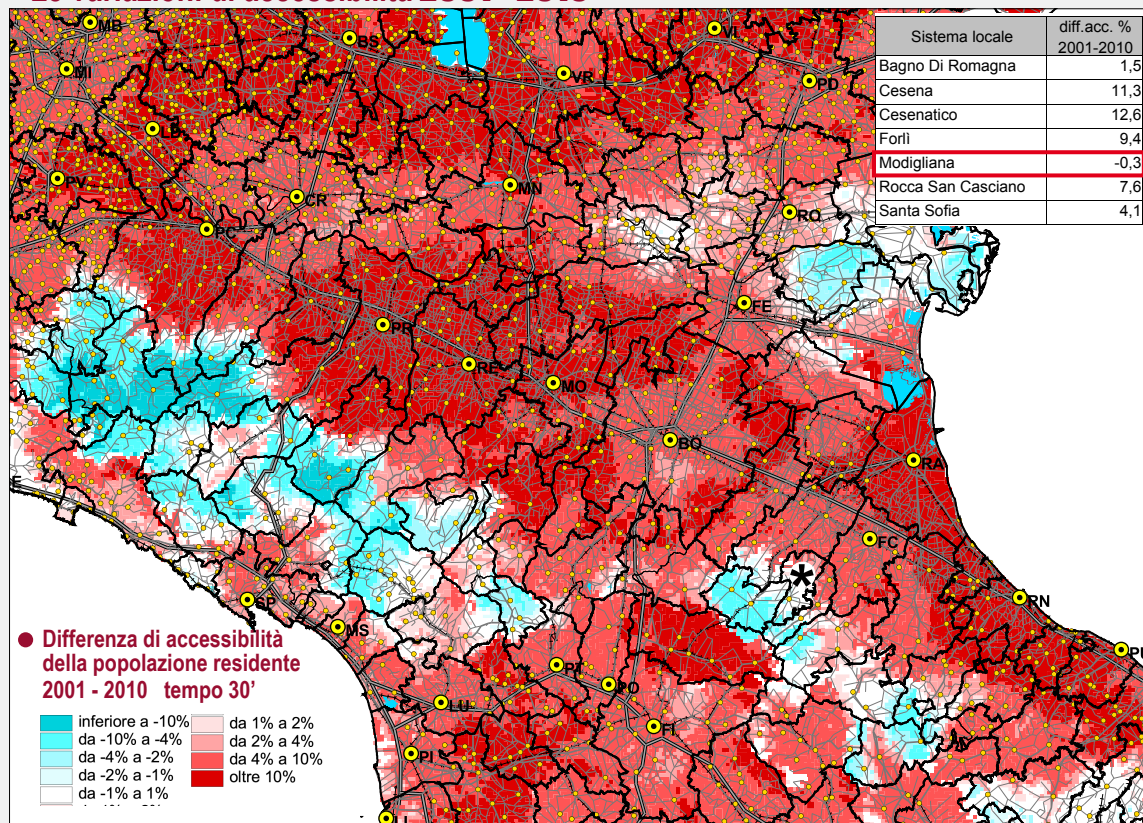 Sistema locale diff.acc. % 2001-2010
Bagno Di Romagna 1,5
Cesena 11,3
Cesenatico 12,6
Forlì 9,4
Modigliana -0,3
Rocca San Casciano 7,6
Santa Sofia 4,1
MB
BS
VI
MI
VR
PD
PV
CR
MN
RO
PC
FE
PR
RE
MO
BO
RA
FC
*
SP
RN
MS
PU
PT
PO
LU
FI
PI
LI
● Differenza di accessibilità
della popolazione residente
2001 - 2010 tempo 30’
inferiore a -10%
da -10% a -4%
da -4% a -2%
da -2% a -1%
da -1% a 1%
da 1% a 2%
da 2% a 4%
da 4% a 10%
oltre 10%